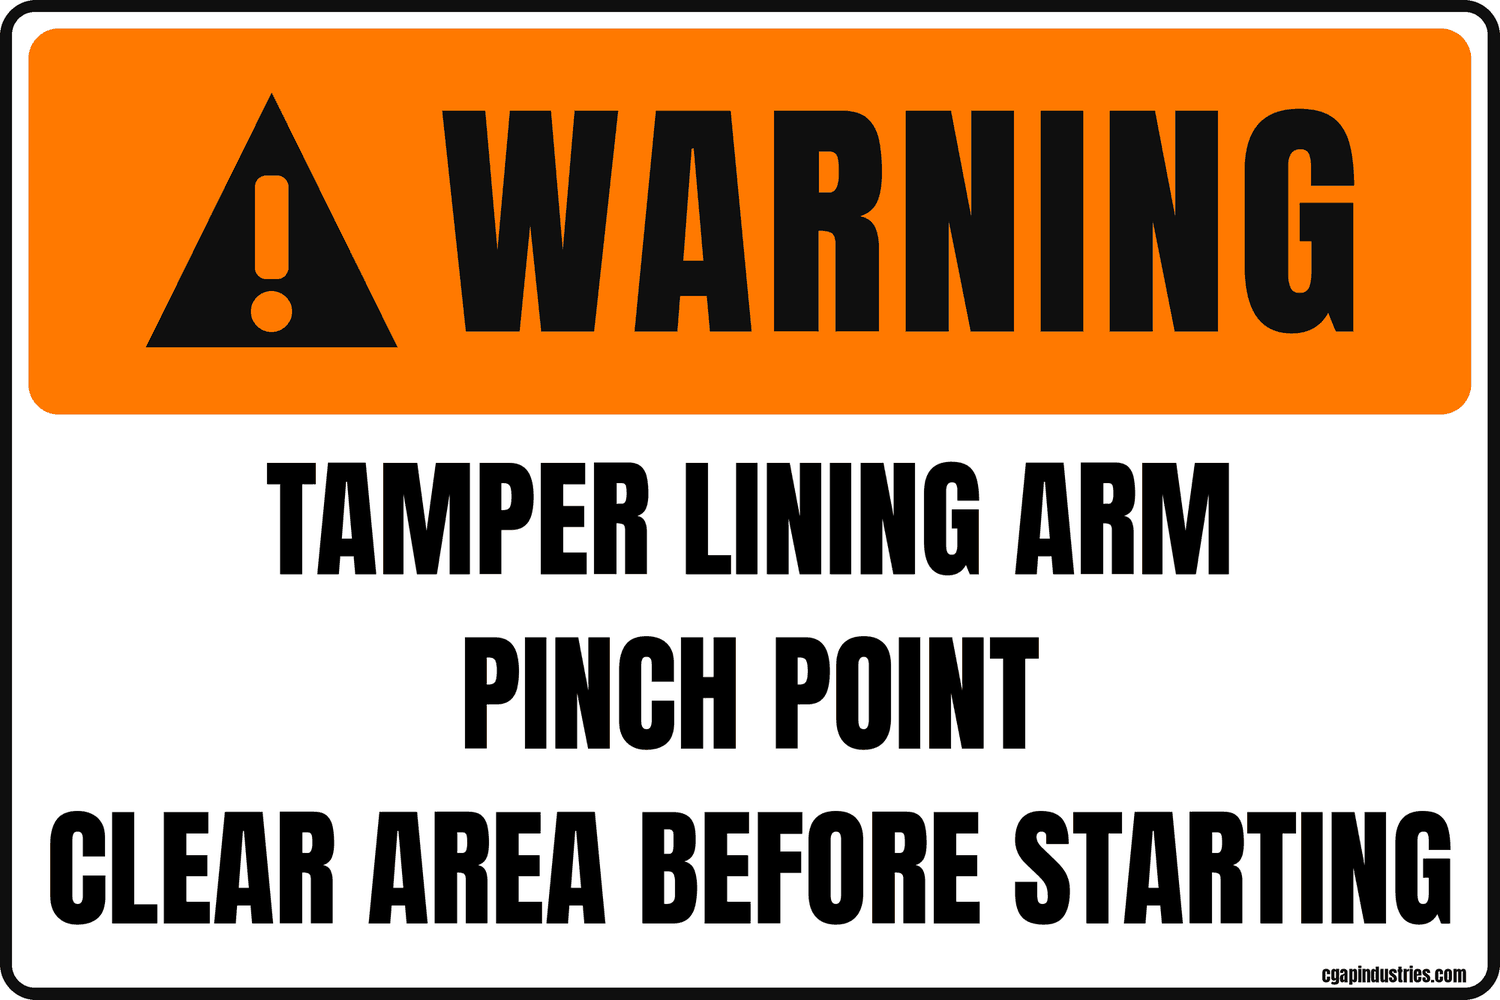 WARNING
TAMPER LINING ARM
PINCH POINT
CLEAR AREA BEFORE STARTING
cgapindustries.com